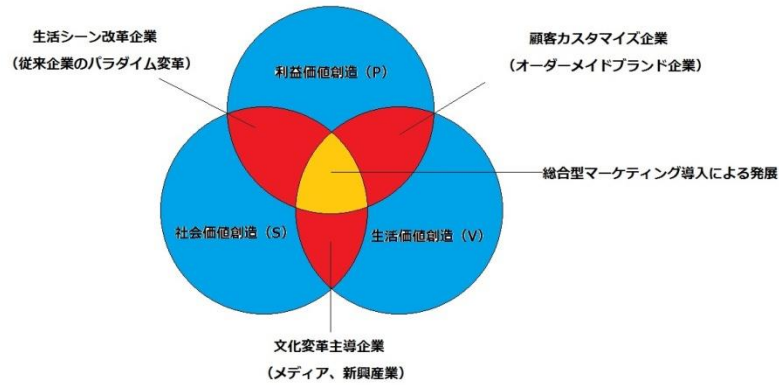 生活シーン改革企業
（従来企業のパラダイム変革）
顧客カスタマイズ企業
（オーダーメイドブランド企業）
利益価値創造（P）
総合型マーケティング導入による発展
社会価値創造（S）
生活価値創造（V）
文化変革主導企業
（メディア、新興産業）